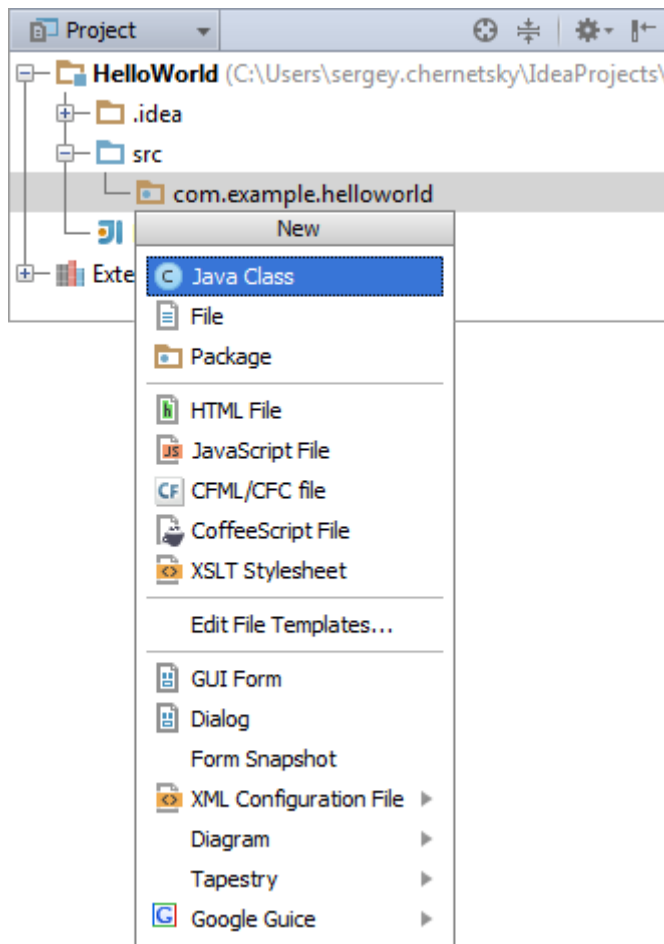 Project
HelloWorld (C:\Users\sergey.chernetsky\IdeaProjects\
.idea
src
com.example.helloworld
New
Exte
Java Class
File
Package
HTML File
JavaScript File
CFML/CFC file
CoffeeScript File
XSLT Stylesheet
Edit File Templates...
GUI Form
Dialog
Form Snapshot
XML Configuration File
Diagram
Tapestry
Google Guice